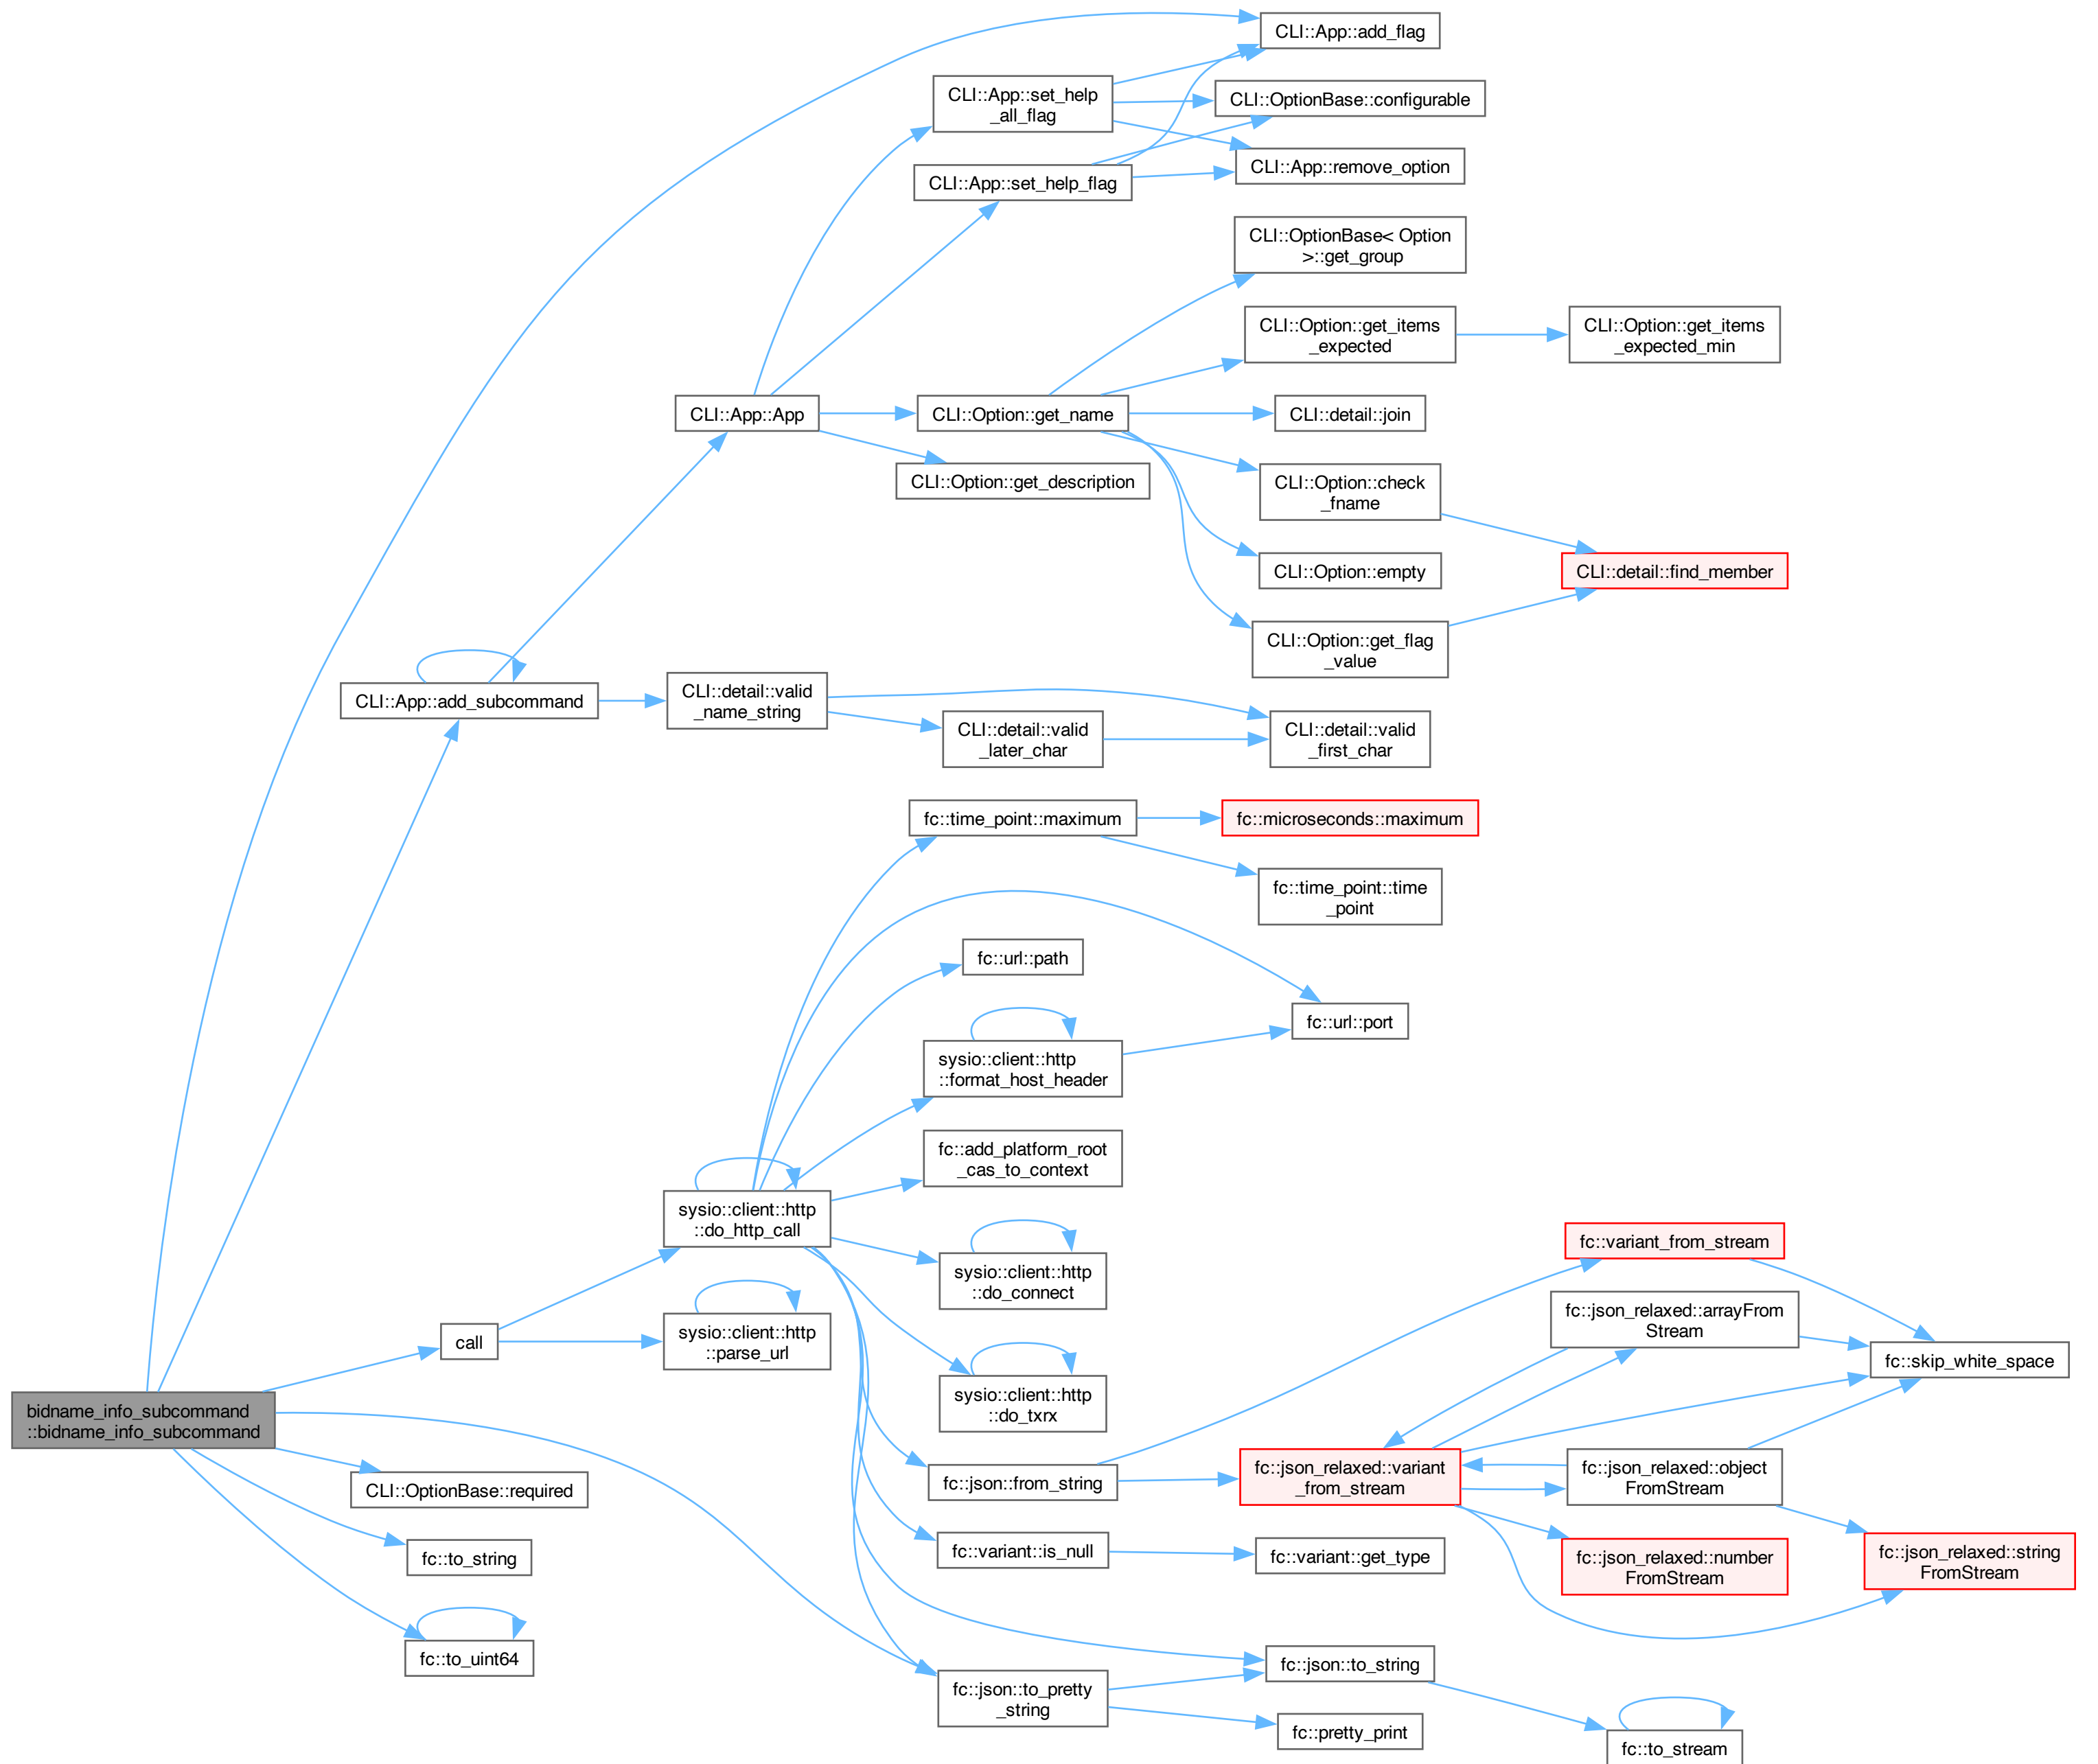 CLI::App::add_flag
CLI::App::set_help
_all_flag
CLI::OptionBase::configurable
CLI::App::remove_option
CLI::App::set_help_flag
CLI::OptionBase< Option
>::get_group
CLI::Option::get_items
_expected
CLI::Option::get_items
_expected_min
CLI::App::App
CLI::Option::get_name
CLI::detail::join
CLI::Option::get_description
CLI::Option::check
_fname
CLI::Option::empty
CLI::detail::find_member
CLI::Option::get_flag
_value
CLI::App::add_subcommand
CLI::detail::valid
_name_string
CLI::detail::valid
_later_char
CLI::detail::valid
_first_char
fc::time_point::maximum
fc::microseconds::maximum
fc::time_point::time
_point
fc::url::path
fc::url::port
sysio::client::http
::format_host_header
fc::add_platform_root
_cas_to_context
sysio::client::http
::do_http_call
sysio::client::http
::do_connect
fc::variant_from_stream
call
sysio::client::http
::parse_url
fc::json_relaxed::arrayFrom
Stream
fc::skip_white_space
sysio::client::http
::do_txrx
bidname_info_subcommand
::bidname_info_subcommand
CLI::OptionBase::required
fc::json::from_string
fc::json_relaxed::variant
_from_stream
fc::json_relaxed::object
FromStream
fc::to_string
fc::variant::is_null
fc::variant::get_type
fc::json_relaxed::number
FromStream
fc::json_relaxed::string
FromStream
fc::to_uint64
fc::json::to_string
fc::json::to_pretty
_string
fc::pretty_print
fc::to_stream